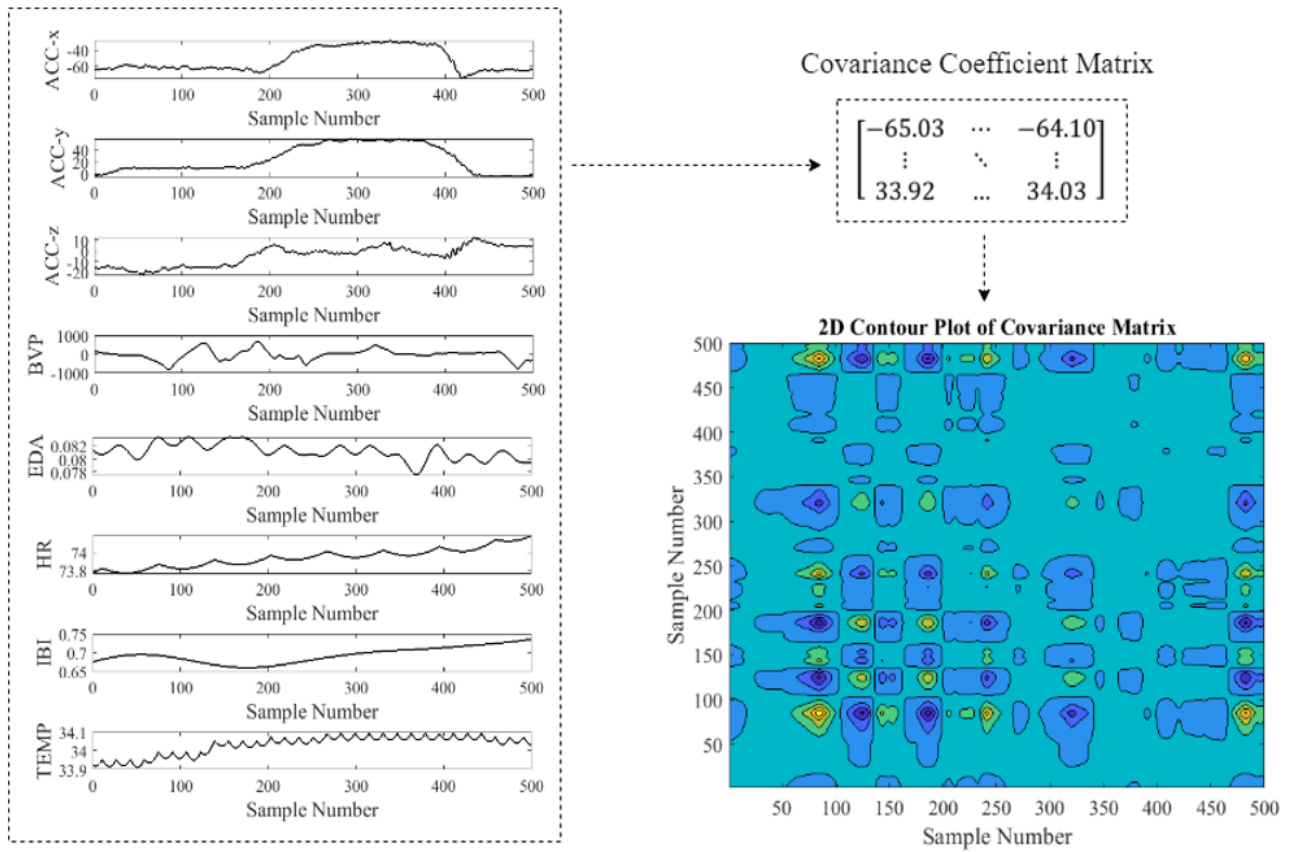 ACC-x
-40
-60
0 100 200 300 400 500
Sample Number
ACC-y
40
20
0
0 100 200 300 400 500
Sample Number
ACC-z
10
0
-10
-20
0 100 200 300 400 500
Sample Number
BVP
1000
0
-1000
0 100 200 300 400 500
Sample Number
EDA
0.082
0.08
0.078
0 100 200 300 400 500
Sample Number
HR
74
73.8
0 100 200 300 400 500
Sample Number
IBI
0.75
0.7
0.65
0 100 200 300 400 500
Sample Number
TEMP
34.1
34
33.9
0 100 200 300 400 500
Sample Number
Covariance Coefficient Matrix
−65.03 ⋯ −64.10
⋮ ⋱ ⋮
33.92 ... 34.03
2D Contour Plot of Covariance Matrix
Sample Number
500
450
400
350
300
250
200
150
100
50
50 100 150 200 250 300 350 400 450 500
Sample Number